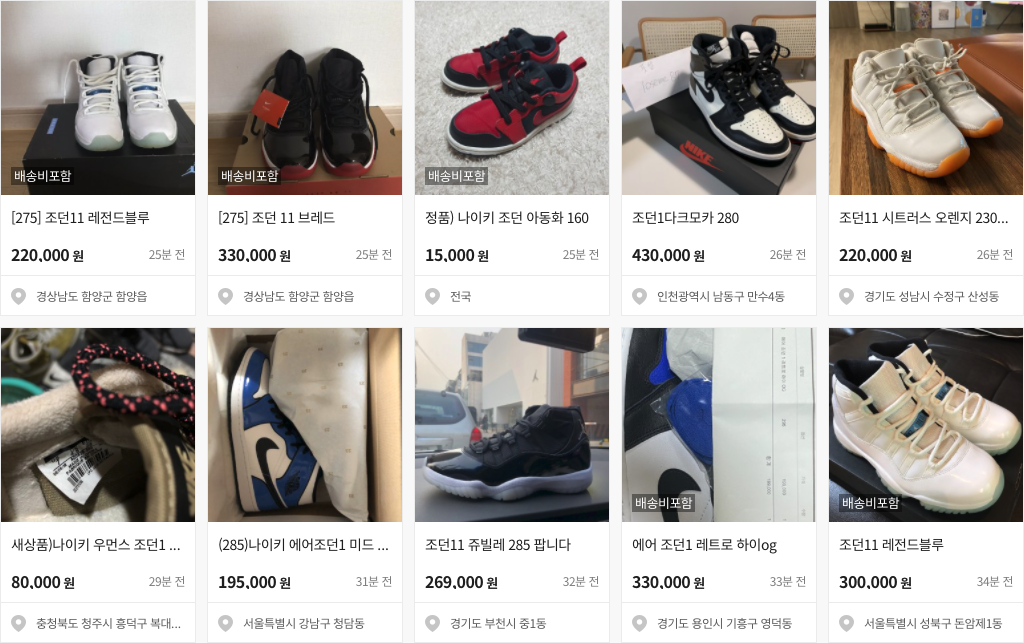 배송비포함
배송비포함
배송비포함
NIKE
[275] 조던11 레전드블루
[275] 조던 11 브레드
정품) 나이키 조던 아동화 160
조던1다크모카 280
조던11 시트러스 오렌지 230...
220,000 원 25분 전
330,000 원 25분 전
15,000 원 25분 전
430,000 원 26분 전
220,000 원 26분 전
경상남도 함양군 함양읍
경상남도 함양군 함양읍
전국
인천광역시 남동구 만수4동
경기도 성남시 수정구 산성동
배송비포함
배송비포함
새상품)나이키 우먼스 조던1 ...
(285)나이키 에어조던1 미드 ...
조던11 쥬빌레 285 팝니다
에어 조던1 레트로 하이og
조던11 레전드블루
80,000 원 29분 전
195,000 원 31분 전
269,000 원 32분 전
330,000 원 33분 전
300,000 원 34분 전
충청북도 청주시 흥덕구 복대...
서울특별시 강남구 청담동
경기도 부천시 중1동
경기도 용인시 기흥구 영덕동
서울특별시 성북구 돈암제1동